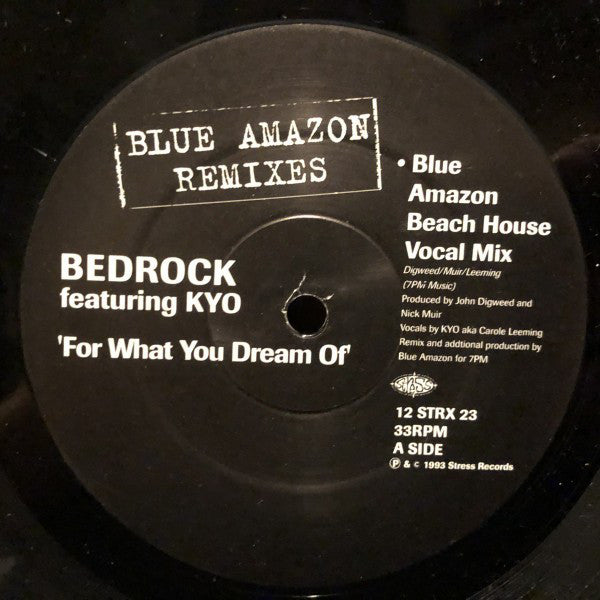 BLUE AMAZON
REMIXES
BEDROCK
featuring KYO
'For What You Dream Of'
• Blue
Amazon
Beach House
Vocal Mix
Digweed/Muir/Leeming
(7PM Music)
Produced by John Digweed and
Nick Muir
Vocals by KYO aka Carole Leeming
Remix and addtional production by
Blue Amazon for 7PM
stress
12 STRX 23
33RPM
A SIDE
℗ & © 1993 Stress Records